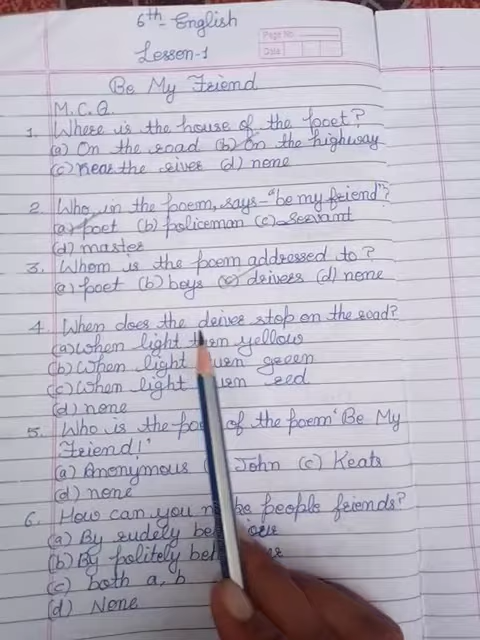 6th English
Page No.
Date
Lesson-1
Be My Friend
M.C.Q.
1. Where is the house of the poet?
(a) On the road (b) On the highway
(c) near the river (d) none
2. Who in the poem, says-"be my friend"?
(a) poet (b) policeman (c) servant
(d) master
3. Whom is the poem addressed to?
(a) poet (b) boys (c) drivers (d) none
4. When does the driver stop on the road?
(a) When light turn yellow
(b) When light turn green
(c) When light turn red
(d) none
5. Who is the of the poem 'Be My
Friend!'
(a) Anonymous John (c) Keats
(d) none
6. How can you people friends?
(a) By rudely
(b) By politely
(c) both a, b
(d) None